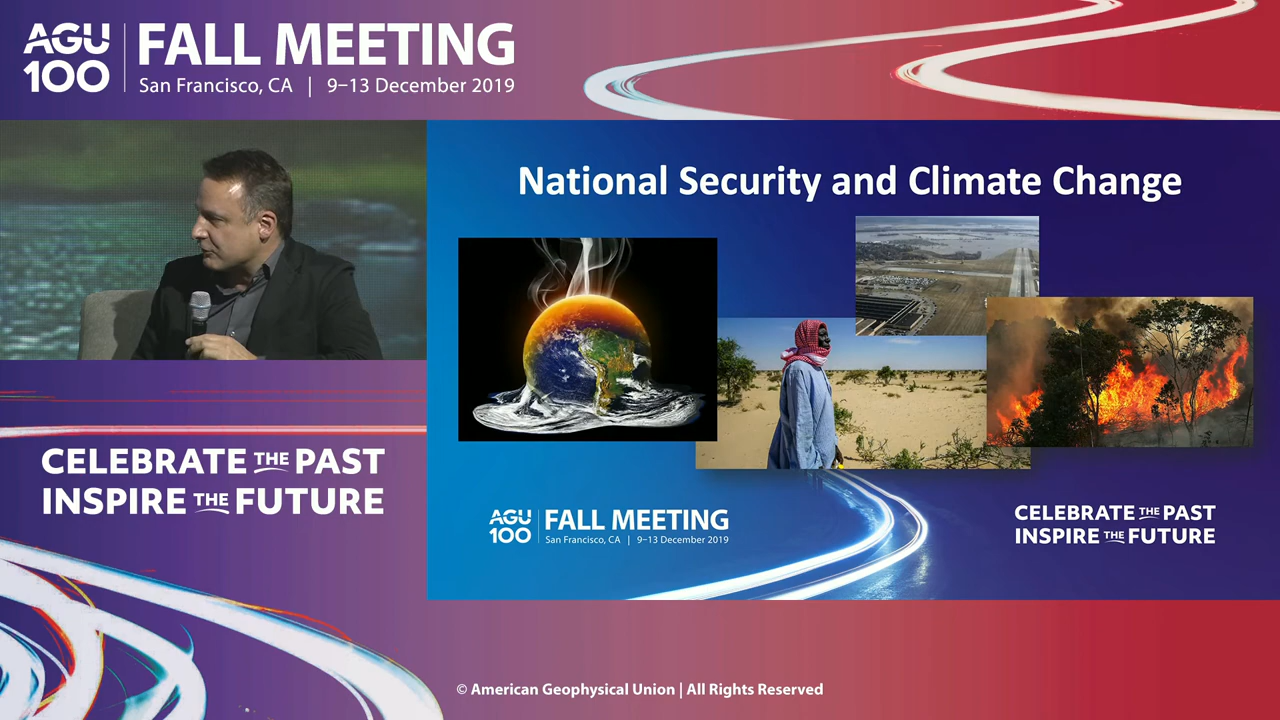 AGU 100 | FALL MEETING
San Francisco, CA | 9–13 December 2019
National Security and Climate Change
CELEBRATE THE PAST
INSPIRE THE FUTURE
AGU 100 | FALL MEETING
San Francisco, CA | 9–13 December 2019
CELEBRATE THE PAST
INSPIRE THE FUTURE
© American Geophysical Union | All Rights Reserved